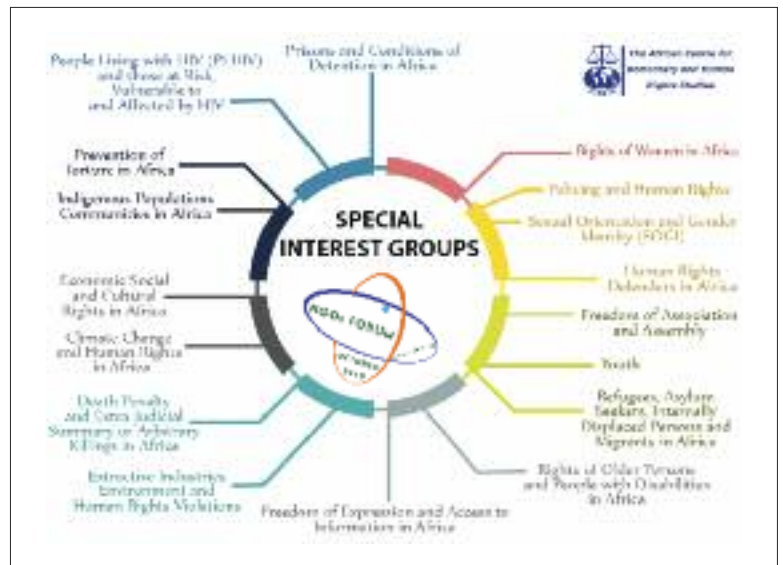 People Living with HIV (PLHIV)
and those at Risk,
Vulnerable to
and Affected by HIV
Prisons and Conditions of
Detention in Africa
The African Centre for
Democracy and Human
Rights Studies
Prevention of
Torture in Africa
Indigenous Populations
Communities in Africa
Rights of Women in Africa
Policing and Human Rights
Sexual Orientation and Gender
Identity (SOGI)
SPECIAL
INTEREST GROUPS
Human Rights
Defenders in Africa
Economic Social
and Cultural
Rights in Africa
NGOs FORUM
Freedom of Association
and Assembly
Climate Change
and Human Rights
in Africa
Youth
Death Penalty
and Extra Judicial
Summary or Arbitrary
Killings in Africa
Refugees, Asylum
Seekers, Internally
Displaced Persons and
Migrants in Africa
Extractive Industries
Environment and
Human Rights Violations
Rights of Older Persons
and People with Disabilities
in Africa
Freedom of Expression and Access to
Information in Africa